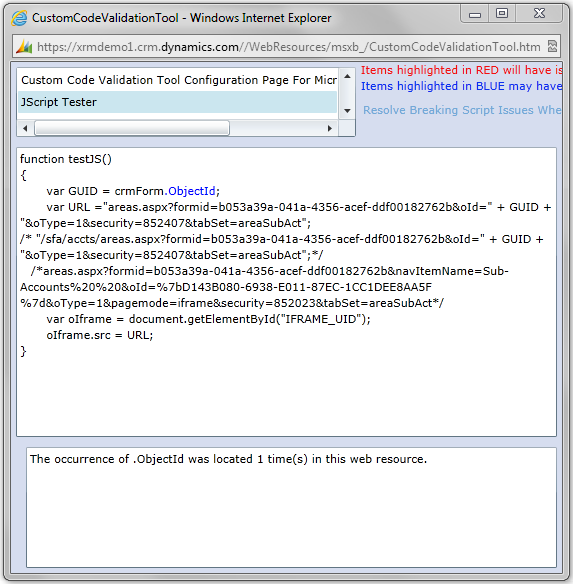 CustomCodeValidationTool - Windows Internet Explorer
https://xrmdemo1.crm.dynamics.com//WebResources/msxb_/CustomCodeValidationTool.htm
Custom Code Validation Tool Configuration Page For Micr
JScript Tester
Items highlighted in RED will have is
Items highlighted in BLUE may have
Resolve Breaking Script Issues Whe
function testJS()
{
var GUID = crmForm.ObjectId;
var URL ="areas.aspx?formid=b053a39a-041a-4356-acef-ddf00182762b&oId=" + GUID +
"&oType=1&security=852407&tabSet=areaSubAct";
/* "/sfa/accts/areas.aspx?formid=b053a39a-041a-4356-acef-ddf00182762b&oId=" + GUID +
"&oType=1&security=852407&tabSet=areaSubAct";*/
/*areas.aspx?formid=b053a39a-041a-4356-acef-ddf00182762b&navItemName=Sub-
Accounts%20%20&oId=%7bD143B080-6938-E011-87EC-1CC1DEE8AA5F
%7d&oType=1&pagemode=iframe&security=852023&tabSet=areaSubAct*/
var oIframe = document.getElementById("IFRAME_UID");
oIframe.src = URL;
}
The occurrence of .ObjectId was located 1 time(s) in this web resource.